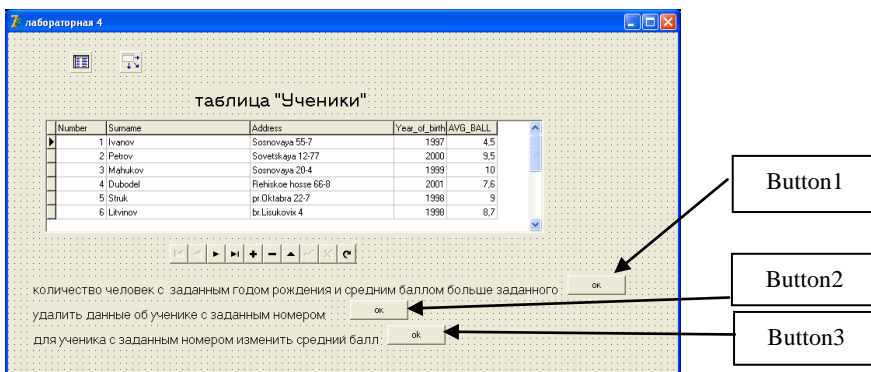 лабораторная 4
таблица "Ученики"
Number Surname Address Year_of_birth AVG_BALL
1 Ivanov Sosnovaya 55-7 1997 4,5
2 Petrov Sovetskaya 12-77 2000 9,5
3 Mahukov Sosnovaya 20-4 1999 10
4 Dubodel Rehiskoe hosse 66-8 2001 7,6
5 Struk pr.Oktabra 22-7 1998 9
6 Litvinov br.Lisukovix 4 1998 8,7
количество человек с заданным годом рождения и средним баллом больше заданного ок
удалить данные об ученике с заданным номером ок
для ученика с заданным номером изменить средний балл ok
Button1
Button2
Button3